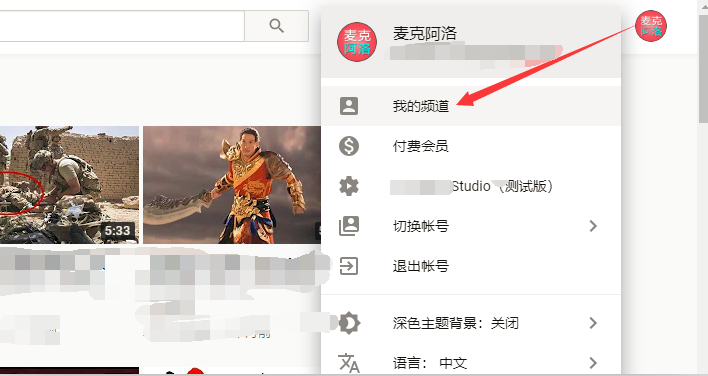 麦克
阿洛
麦克阿洛
麦克
阿洛
我的频道
付费会员
Studio（测试版）
5:33
切换帐号
退出帐号
深色主题背景：关闭
语言： 中文